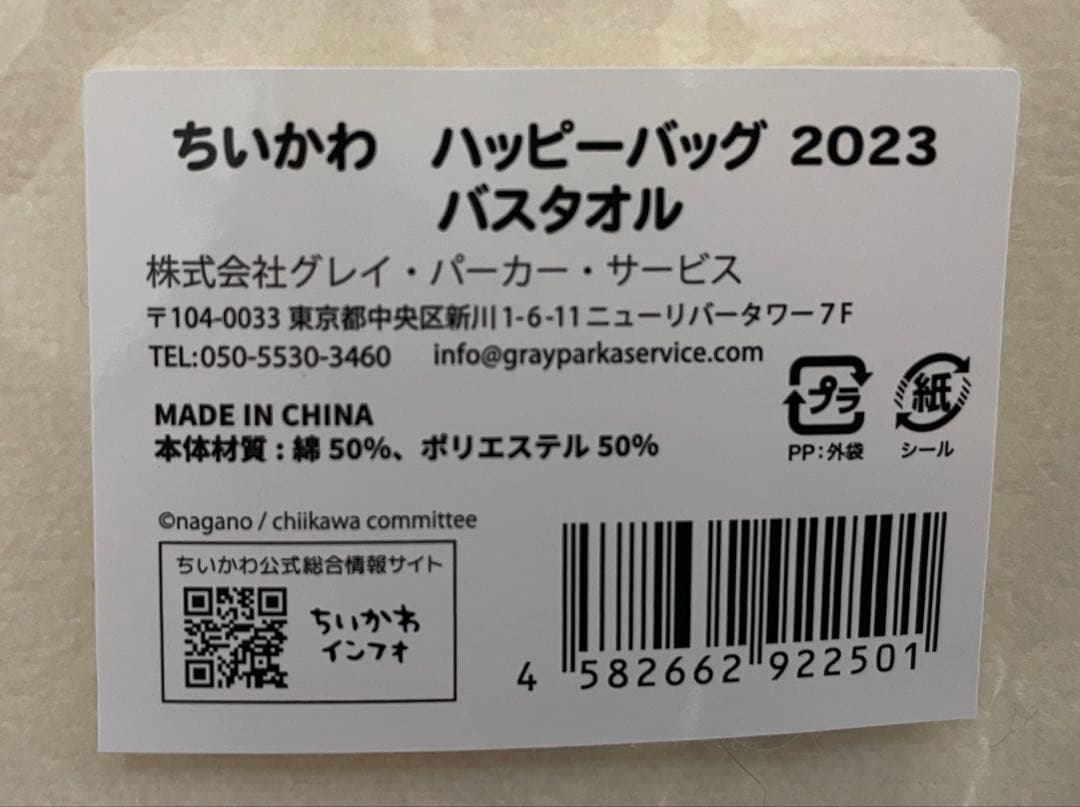 ちいかわ　ハッピーバッグ 2023
バスタオル
株式会社グレイ・パーカー・サービス
〒104-0033 東京都中央区新川1-6-11ニューリバータワー7F
TEL:050-5530-3460　info@grayparkaservice.com
MADE IN CHINA
本体材質：綿 50%、ポリエステル 50%
プラ
PP：外袋
紙
シール
©nagano / chiikawa committee
ちいかわ公式総合情報サイト
ちいかわ
インフォ
4 582662 922501